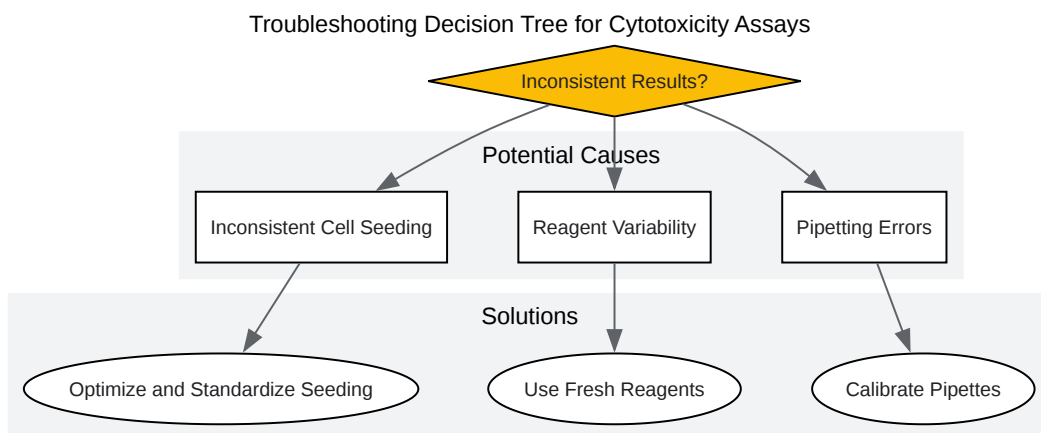 Troubleshooting Decision Tree for Cytotoxicity Assays
Inconsistent Results?
Potential Causes
Inconsistent Cell Seeding
Reagent Variability
Pipetting Errors
Solutions
Optimize and Standardize Seeding
Use Fresh Reagents
Calibrate Pipettes